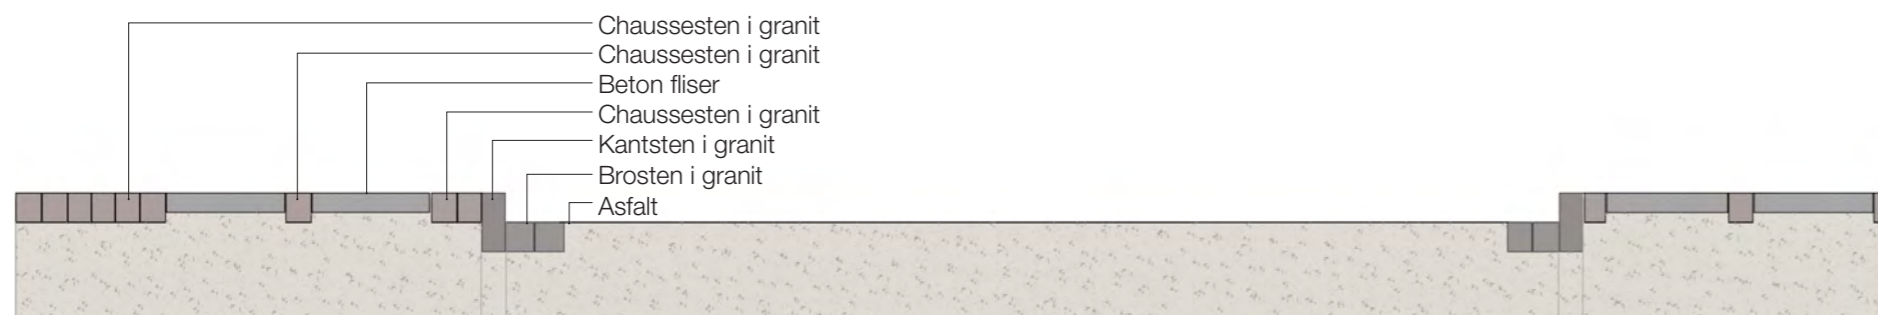 Chaussesten i granit
Chaussesten i granit
Beton fliser
Chaussesten i granit
Kantsten i granit
Brosten i granit
Asfalt